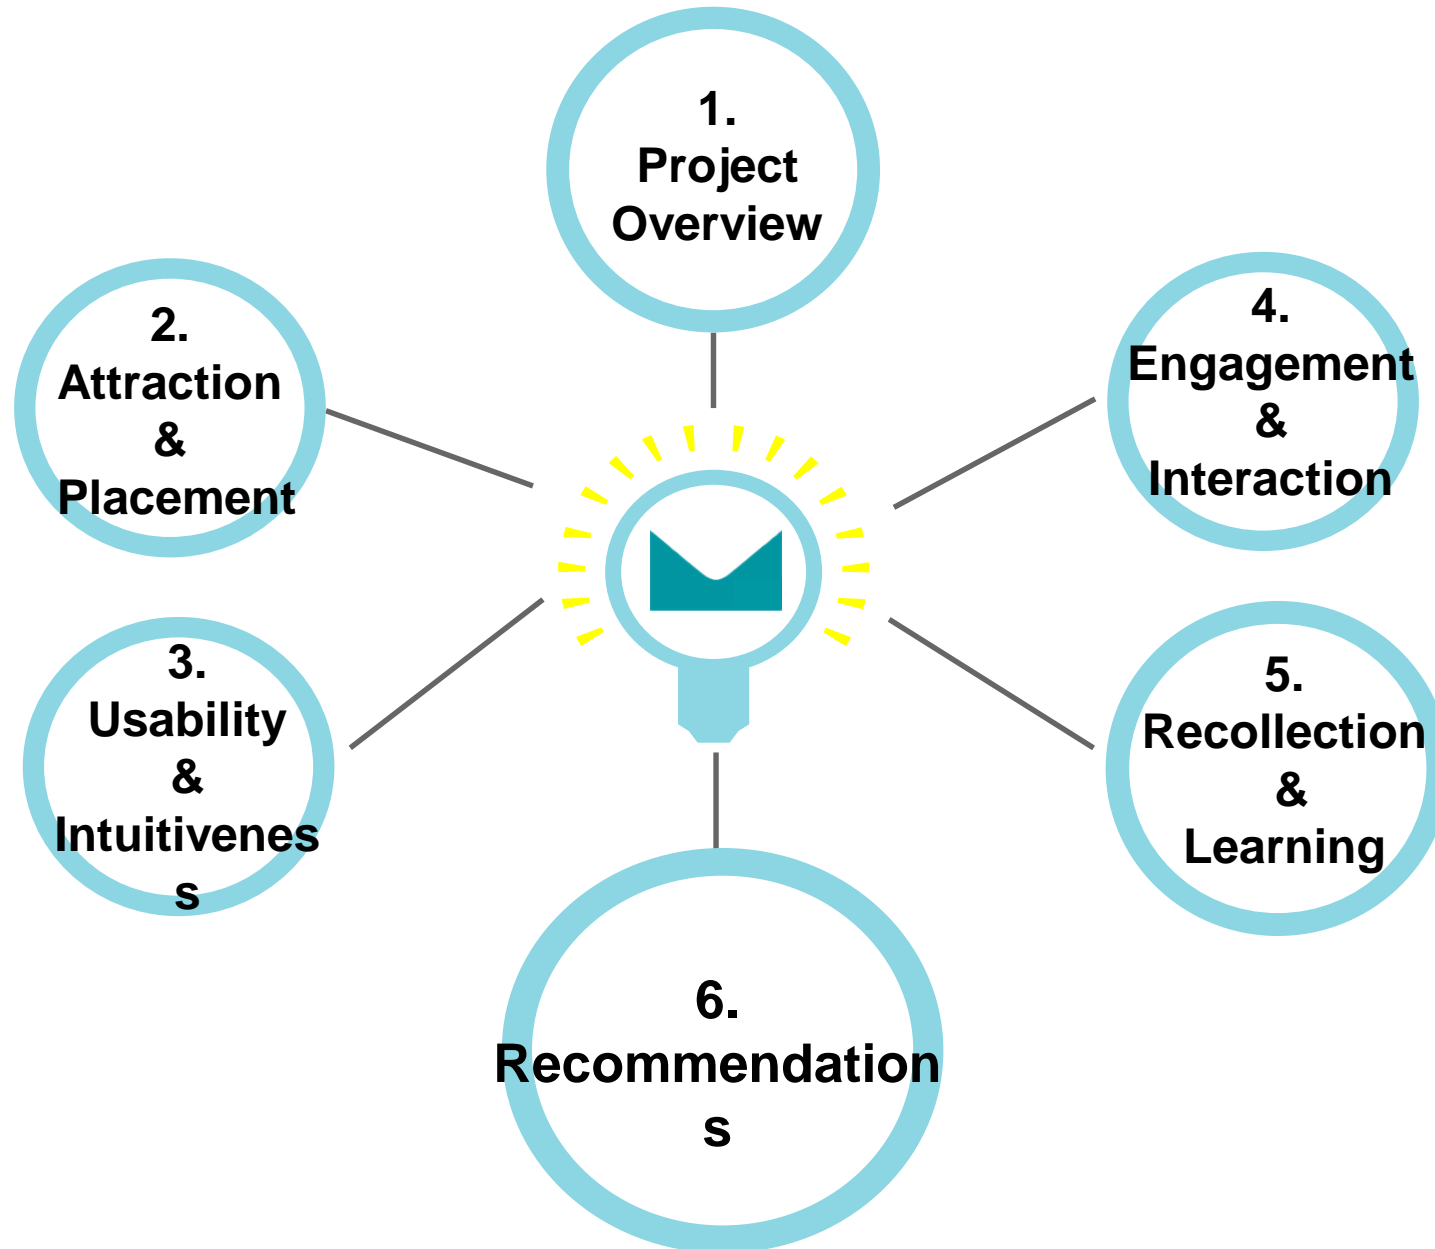 1.
Project
Overview
2.
Attraction
&
Placement
3.
Usability
&
Intuitivenes
s
4.
Engagement
&
Interaction
5.
Recollection
&
Learning
6.
Recommendation
s